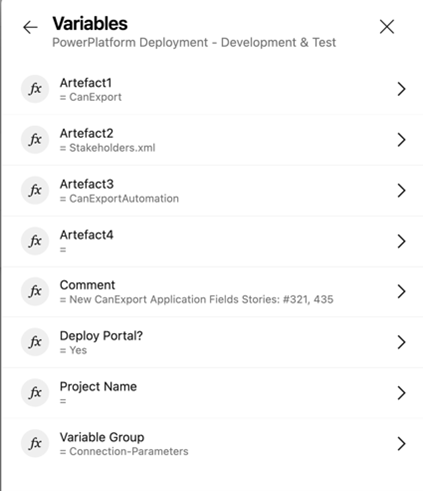 Variables
PowerPlatform Deployment - Development & Test
fx Artefact1
= CanExport
fx Artefact2
= Stakeholders.xml
fx Artefact3
= CanExportAutomation
fx Artefact4
=
fx Comment
= New CanExport Application Fields Stories: #321, 435
fx Deploy Portal?
= Yes
fx Project Name
=
fx Variable Group
= Connection-Parameters